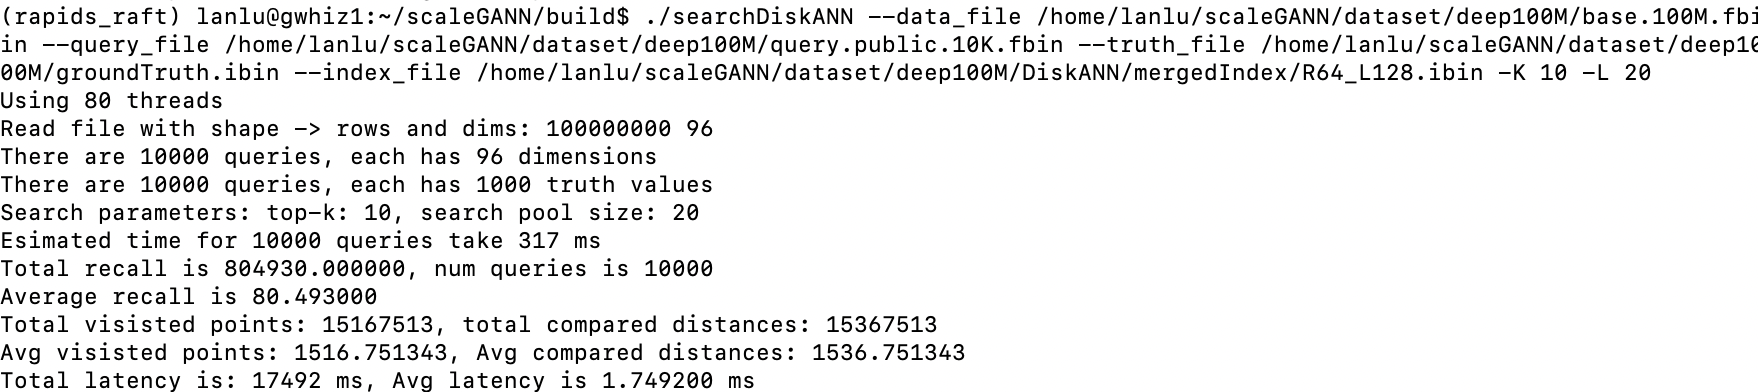 (rapids_raft) lanlu@gwhiz1:~/scaleGANN/build$ ./searchDiskANN --data_file /home/lanlu/scaleGANN/dataset/deep100M/base.100M.fbi
in --query_file /home/lanlu/scaleGANN/dataset/deep100M/query.public.10K.fbin --truth_file /home/lanlu/scaleGANN/dataset/deep10
00M/groundTruth.ibin --index_file /home/lanlu/scaleGANN/dataset/deep100M/DiskANN/mergedIndex/R64_L128.ibin -K 10 -L 20
Using 80 threads
Read file with shape -> rows and dims: 100000000 96
There are 10000 queries, each has 96 dimensions
There are 10000 queries, each has 1000 truth values
Search parameters: top-k: 10, search pool size: 20
Esimated time for 10000 queries take 317 ms
Total recall is 804930.000000, num queries is 10000
Average recall is 80.493000
Total visisted points: 15167513, total compared distances: 15367513
Avg visisted points: 1516.751343, Avg compared distances: 1536.751343
Total latency is: 17492 ms, Avg latency is 1.749200 ms